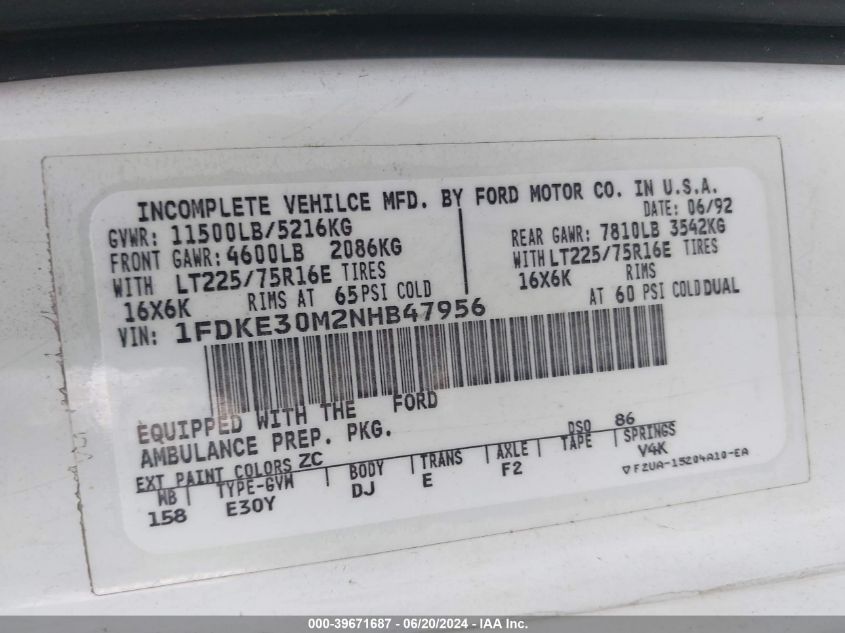 INCOMPLETE VEHILCE MFD. BY FORD MOTOR CO. IN U.S.A.
DATE: 06/92
GVWR: 11500LB/5216KG
FRONT GAWR: 4600LB 2086KG
REAR GAWR: 7810LB 3542KG
WITH LT225/75R16E TIRES
WITH LT225/75R16E TIRES
16X6K RIMS AT 65 PSI COLD
16X6K RIMS AT 60 PSI COLD DUAL
VIN: 1FDKE30M2NHB47956
EQUIPPED WITH THE FORD
AMBULANCE PREP. PKG.
EXT PAINT COLORS ZC DSO 86
WB | TYPE-GVW | BODY | TRANS | AXLE | TAPE | SPRINGS
158 E30Y DJ E F2 V4K
F2UA-15204A10-EA
000-39671687 - 06/20/2024 - IAA Inc.